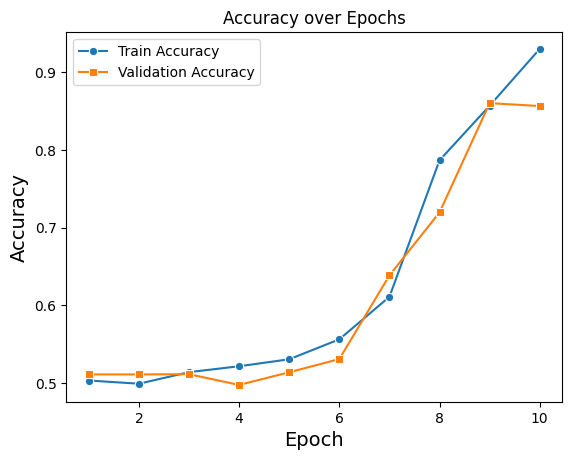 Accuracy over Epochs
Train Accuracy
Validation Accuracy
0.9
0.8
0.7
0.6
0.5
Accuracy
2 4 6 8 10
Epoch